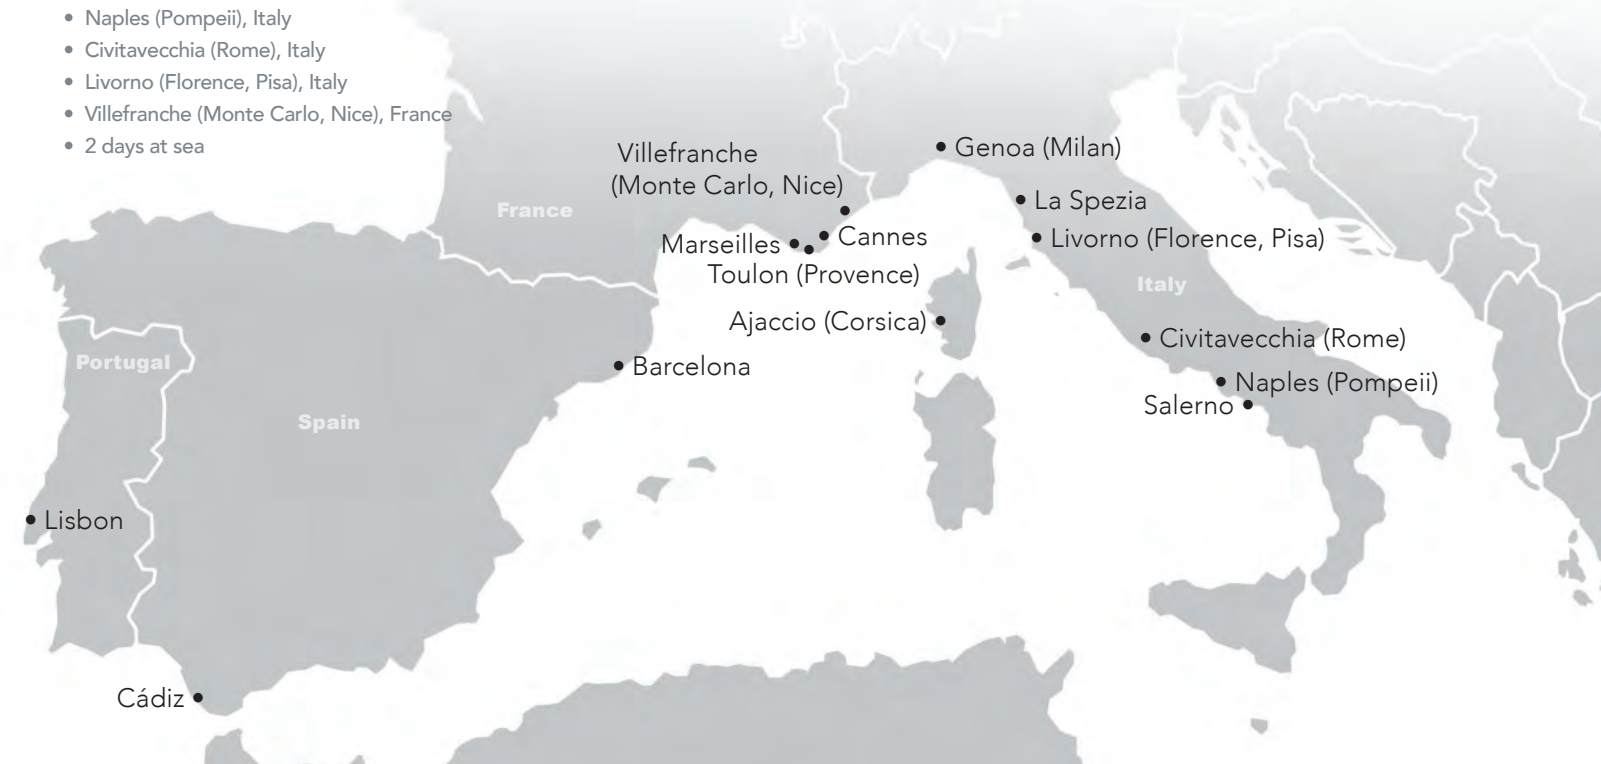 • Naples (Pompeii), Italy
• Civitavecchia (Rome), Italy
• Livorno (Florence, Pisa), Italy
• Villefranche (Monte Carlo, Nice), France
• 2 days at sea
Villefranche
(Monte Carlo, Nice)
Genoa (Milan)
La Spezia
France
Marseilles
Cannes
Livorno (Florence, Pisa)
Toulon (Provence)
Italy
Ajaccio (Corsica)
Civitavecchia (Rome)
Portugal
Barcelona
Naples (Pompeii)
Salerno
Spain
Lisbon
Cádiz